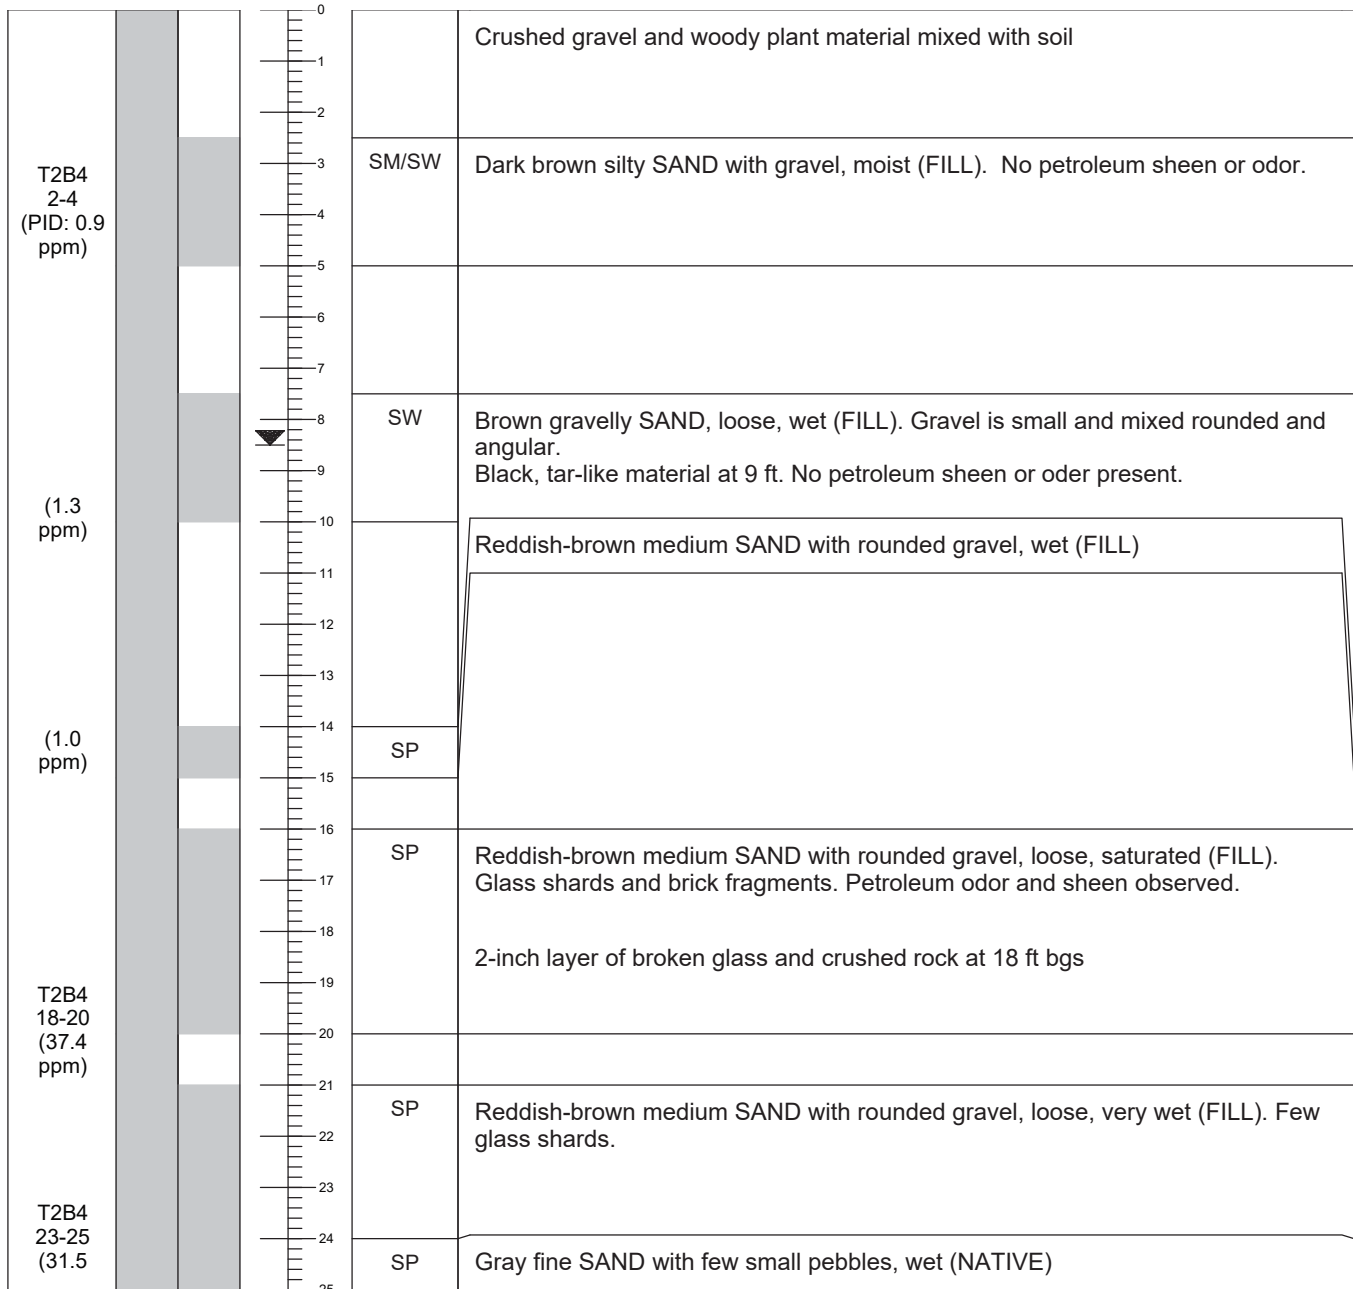 0
Crushed gravel and woody plant material mixed with soil
1
2
3
SM/SW
Dark brown silty SAND with gravel, moist (FILL).  No petroleum sheen or odor.
T2B4
2-4
(PID: 0.9
ppm)
4
5
6
7
8
SW
Brown gravelly SAND, loose, wet (FILL). Gravel is small and mixed rounded and
angular.
Black, tar-like material at 9 ft. No petroleum sheen or oder present.
9
(1.3
ppm)
10
Reddish-brown medium SAND with rounded gravel, wet (FILL)
11
12
13
14
(1.0
ppm)
SP
15
16
SP
Reddish-brown medium SAND with rounded gravel, loose, saturated (FILL).
Glass shards and brick fragments. Petroleum odor and sheen observed.
17
18
2-inch layer of broken glass and crushed rock at 18 ft bgs
19
T2B4
18-20
(37.4
ppm)
20
21
SP
Reddish-brown medium SAND with rounded gravel, loose, very wet (FILL). Few
glass shards.
22
23
T2B4
23-25
(31.5
24
SP
Gray fine SAND with few small pebbles, wet (NATIVE)
25